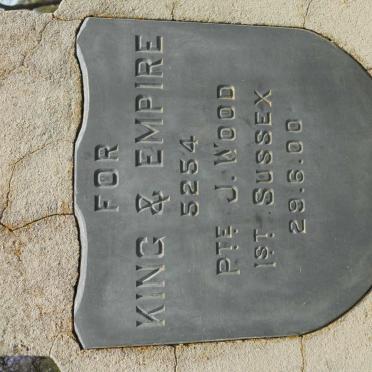 FOR
KING & EMPIRE
5254
PTE J. WOOD
1ST SUSSEX
29.6.00